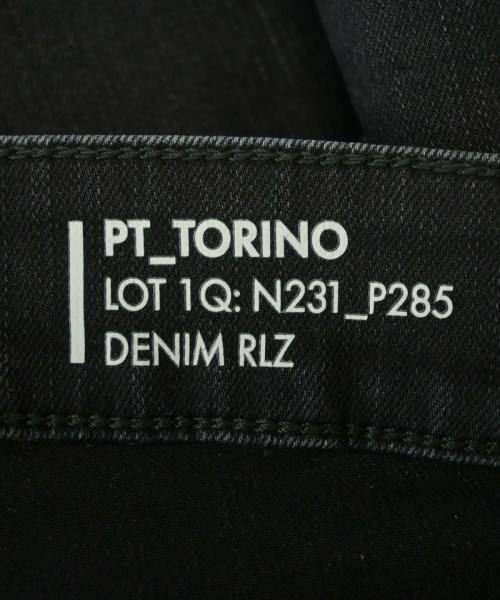 PT_TORINO
LOT 1Q: N231_P285
DENIM RLZ